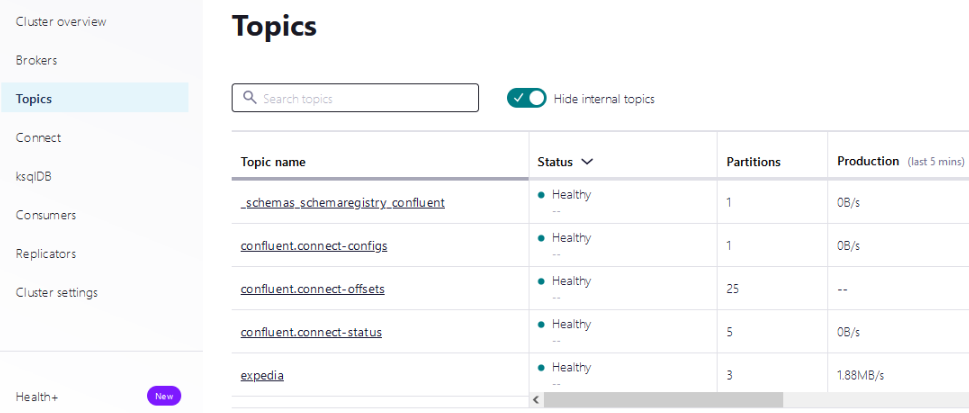 Cluster overview
Brokers
Topics
Connect
ksqlDB
Consumers
Replicators
Cluster settings
Health+ New
Topics
Search topics
Hide internal topics
Topic name Status Partitions Production (last 5 mins)
_schemas_schemaregistry_confluent Healthy 1 0B/s
--
confluent.connect-configs Healthy 1 0B/s
--
confluent.connect-offsets Healthy 25 --
--
confluent.connect-status Healthy 5 0B/s
--
expedia Healthy 3 1.88MB/s
--